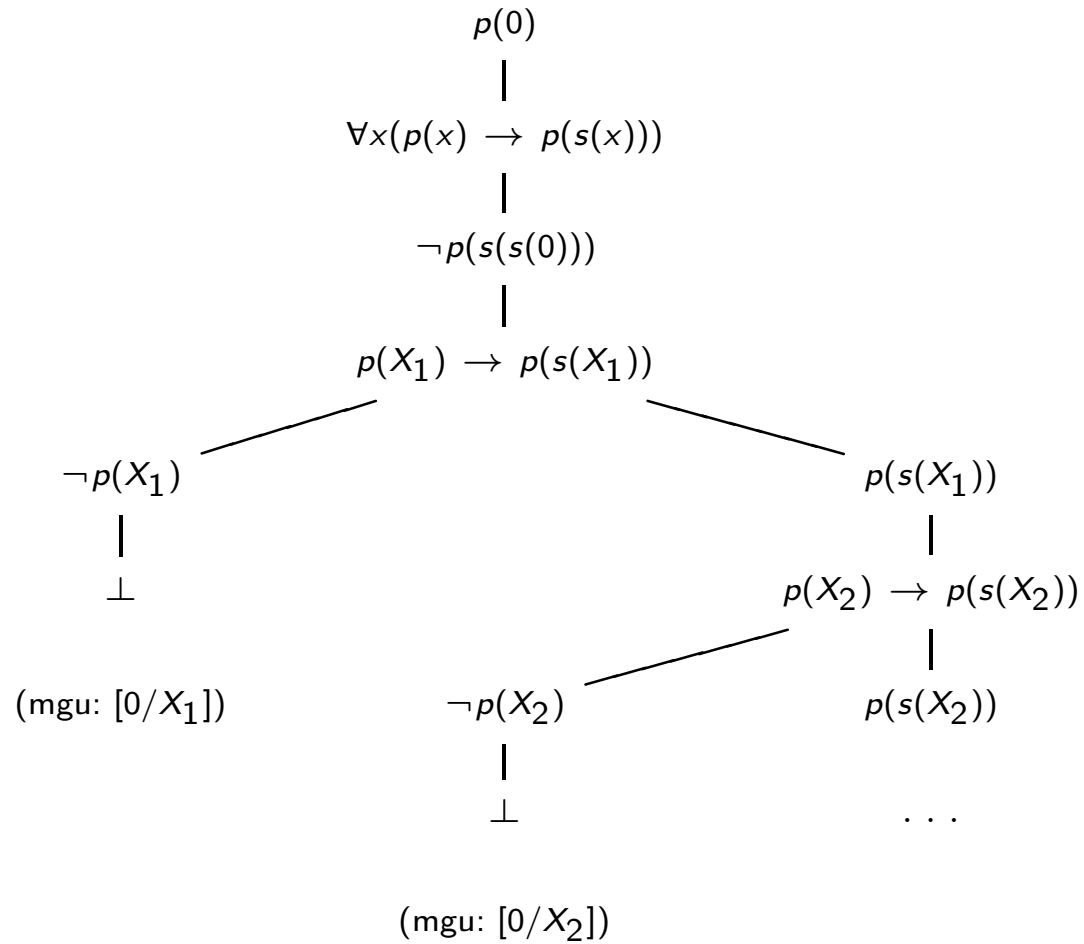 p(0)
∀x(p(x) → p(s(x)))
¬p(s(s(0)))
p(X₁) → p(s(X₁))
¬p(X₁)
p(s(X₁))
⊥
p(X₂) → p(s(X₂))
(mgu: [0/X₁])
¬p(X₂)
p(s(X₂))
⊥
. . .
(mgu: [0/X₂])